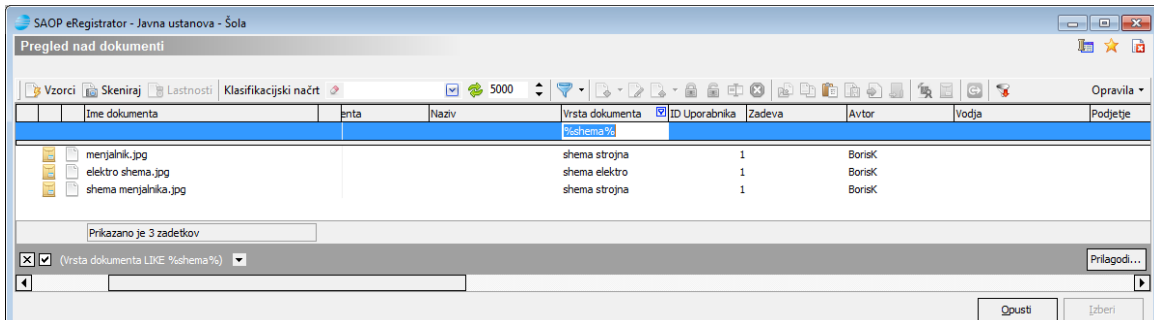 SAOP eRegistrator - Javna ustanova - Šola
Pregled nad dokumenti
Vzorci Skeniraj Lastnosti Klasifikacijski načrt 5000 Opravila
Ime dokumenta enta Naziv Vrsta dokumenta ID Uporabnika Zadeva Avtor Vodja Podjetje
%shema%
menjalnik.jpg shema strojna 1 BorisK
elektro shema.jpg shema elektro 1 BorisK
shema menjalnika.jpg shema strojna 1 BorisK
Prikazano je 3 zadetkov
(Vrsta dokumenta LIKE %shema%) Prilagodi...
Opusti Izberi